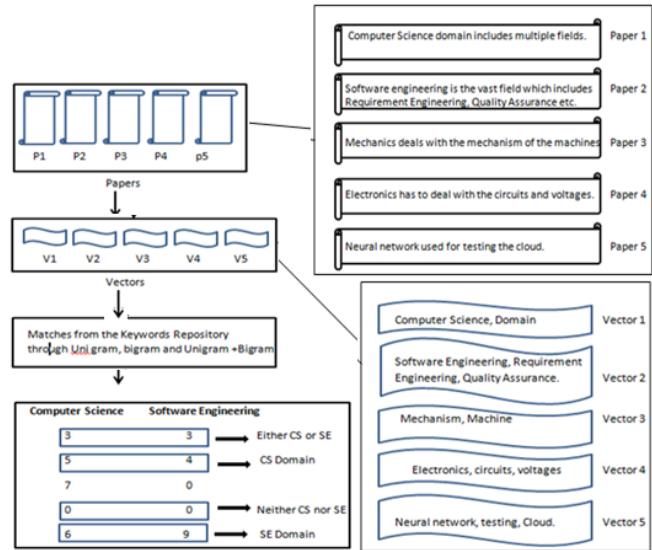 Computer Science domain includes multiple fields.
Paper 1
Software engineering is the vast field which includes
Requirement Engineering, Quality Assurance etc.
Paper 2
Mechanics deals with the mechanism of the machines
Paper 3
Electronics has to deal with the circuits and voltages.
Paper 4
Neural network used for testing the cloud.
Paper 5
P1 P2 P3 P4 p5
Papers
V1 V2 V3 V4 V5
Vectors
Matches from the Keywords Repository
through Uni gram, bigram and Unigram +Bigram
Computer Science Software Engineering
3 3 Either CS or SE
5 4 CS Domain
7 0
0 0 Neither CS nor SE
6 9 SE Domain
Computer Science, Domain
Vector 1
Software Engineering, Requirement
Engineering, Quality Assurance.
Vector 2
Mechanism, Machine
Vector 3
Electronics, circuits, voltages
Vector 4
Neural network, testing, Cloud.
Vector 5